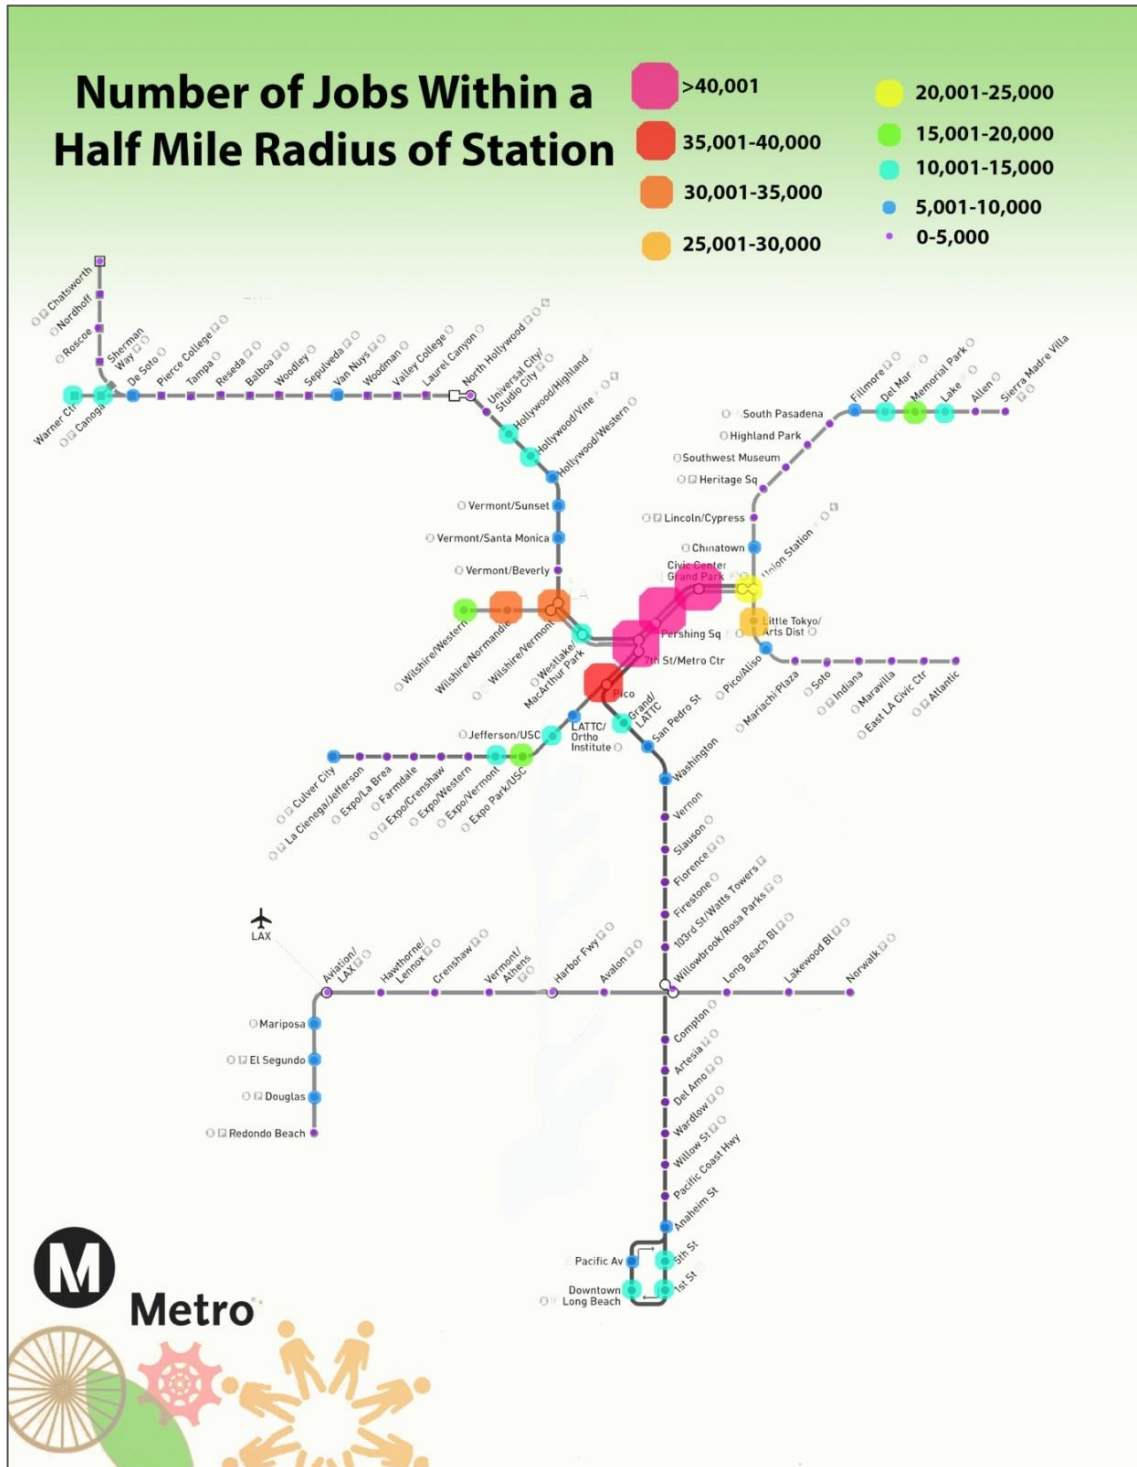 Number of Jobs Within a
Half Mile Radius of Station
>40,001
35,001-40,000
30,001-35,000
25,001-30,000
20,001-25,000
15,001-20,000
10,001-15,000
5,001-10,000
0-5,000
Chatsworth
Nordhoff
Roscoe
Sherman
Way
Warner Ctr
Canoga
De Soto
Pierce College
Tampa
Reseda
Balboa
Woodley
Sepulveda
Van Nuys
Woodman
Valley College
Laurel Canyon
North Hollywood
Universal City/
Studio City
Hollywood/Highland
Hollywood/Vine
Hollywood/Western
Vermont/Sunset
Vermont/Santa Monica
Vermont/Beverly
Wilshire/Western
Wilshire/Normandie
Wilshire/Vermont
Westlake/
MacArthur Park
Civic Center
Grand Park
Pershing Sq
7th St/Metro Ctr
Pico
Sierra Madre Villa
Allen
Lake
Memorial Park
Del Mar
Fillmore
South Pasadena
Highland Park
Southwest Museum
Heritage Sq
Lincoln/Cypress
Chinatown
Union Station
Little Tokyo/
Arts Dist
Pico/Aliso
Mariachi Plaza
Soto
Indiana
Maravilla
East LA Civic Ctr
Atlantic
LATTC/
Ortho
Institute
Jefferson/USC
Expo Park/USC
Expo/Vermont
Expo/Western
Expo/Crenshaw
Farmdale
Expo/La Brea
La Cienega/Jefferson
Culver City
Grand/
LATTC
San Pedro St
Washington
Vernon
Slauson
Florence
Firestone
103rd St/Watts Towers
Willowbrook/Rosa Parks
LAX
Aviation/
LAX
Hawthorne/
Lennox
Crenshaw
Vermont/
Athens
Harbor Fwy
Avalon
Long Beach Bl
Lakewood Bl
Norwalk
Mariposa
El Segundo
Douglas
Redondo Beach
Compton
Artesia
Del Amo
Wardlow
Willow St
Pacific Coast Hwy
Anaheim St
Pacific Av
5th St
Downtown
Long Beach
1st St
M
Metro